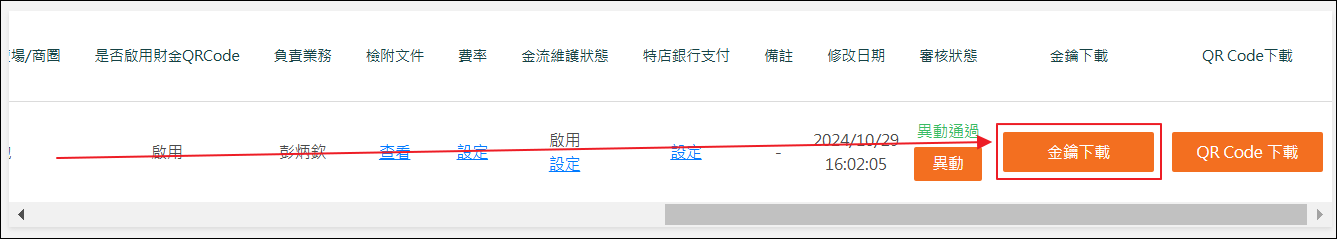 場/商圈 是否啟用財金QRCode 負責業務 檢附文件 費率 金流維護狀態 特店銀行支付 備註 修改日期 審核狀態 金鑰下載 QR Code下載
啟用 彭炳欽 查看 設定 啟用 設定 - 2024/10/29 異動通過 金鑰下載 QR Code 下載
設定 16:02:05 異動